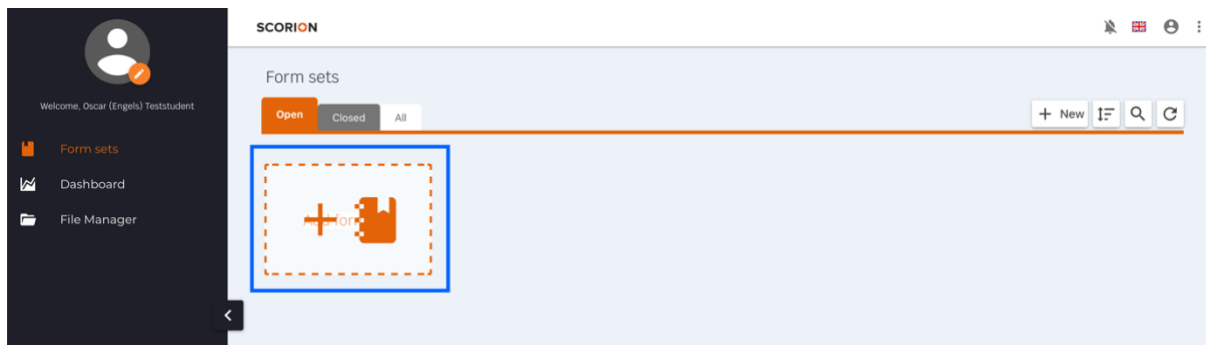 SCORION
Welcome, Oscar (Engels) Teststudent
Form sets
Dashboard
File Manager
Form sets
Open
Closed
All
New